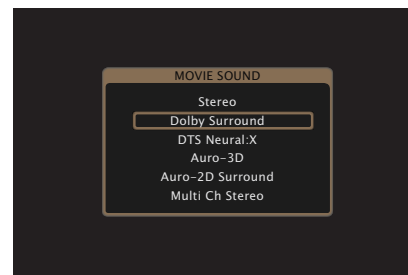 MOVIE SOUND
Stereo
Dolby Surround
DTS Neural:X
Auro-3D
Auro-2D Surround
Multi Ch Stereo